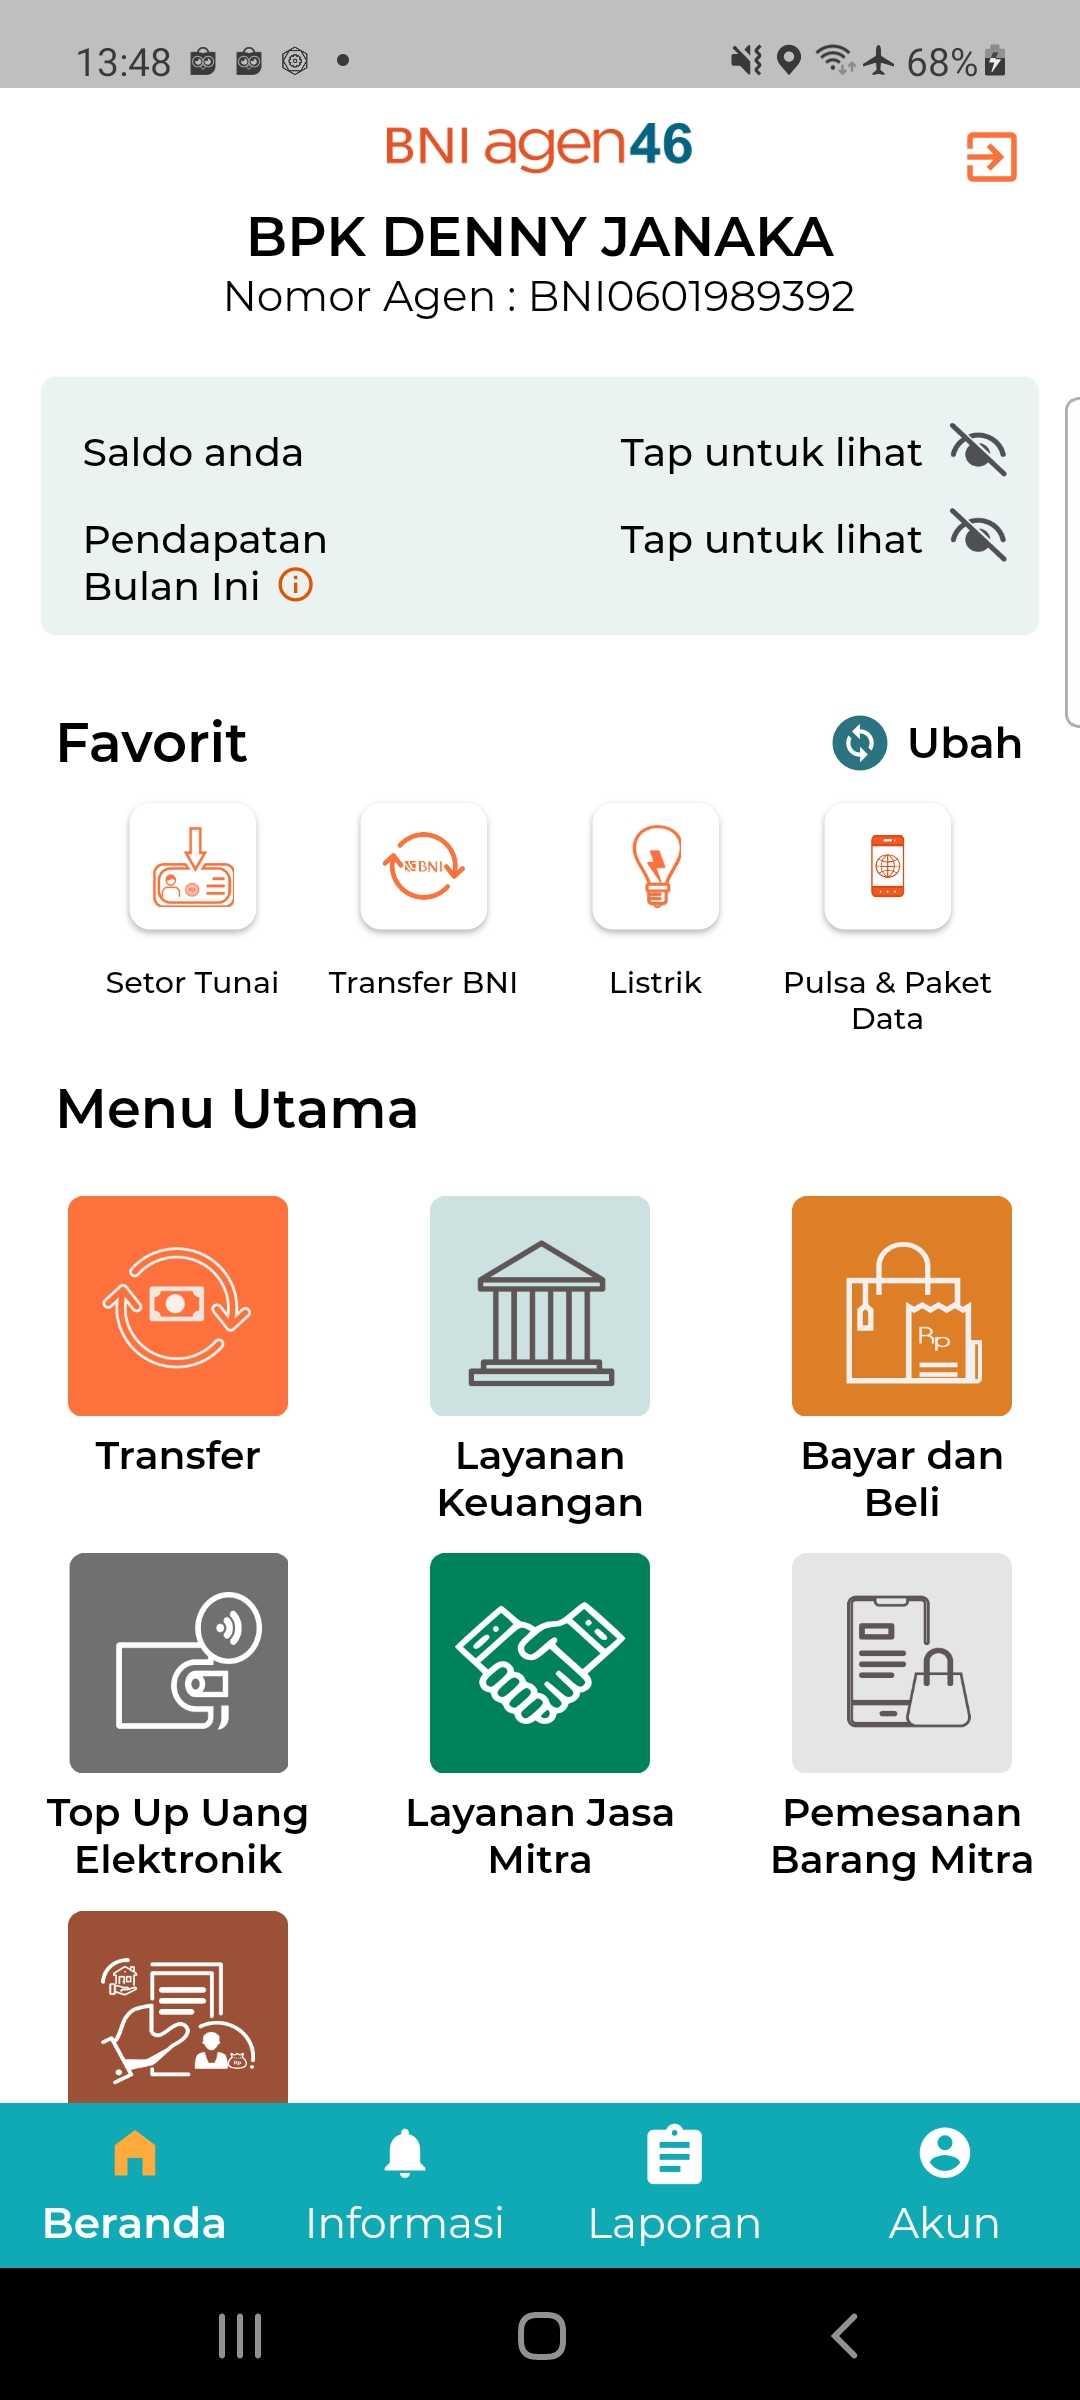 13:48
68%
BNI agen46
BPK DENNY JANAKA
Nomor Agen : BNI0601989392
Saldo anda
Tap untuk lihat
Pendapatan
Bulan Ini
Tap untuk lihat
Favorit
Ubah
BNI
Setor Tunai
Transfer BNI
Listrik
Pulsa & Paket
Data
Menu Utama
Rp
Transfer
Layanan
Keuangan
Bayar dan
Beli
Top Up Uang
Elektronik
Layanan Jasa
Mitra
Pemesanan
Barang Mitra
Rp
Beranda
Informasi
Laporan
Akun